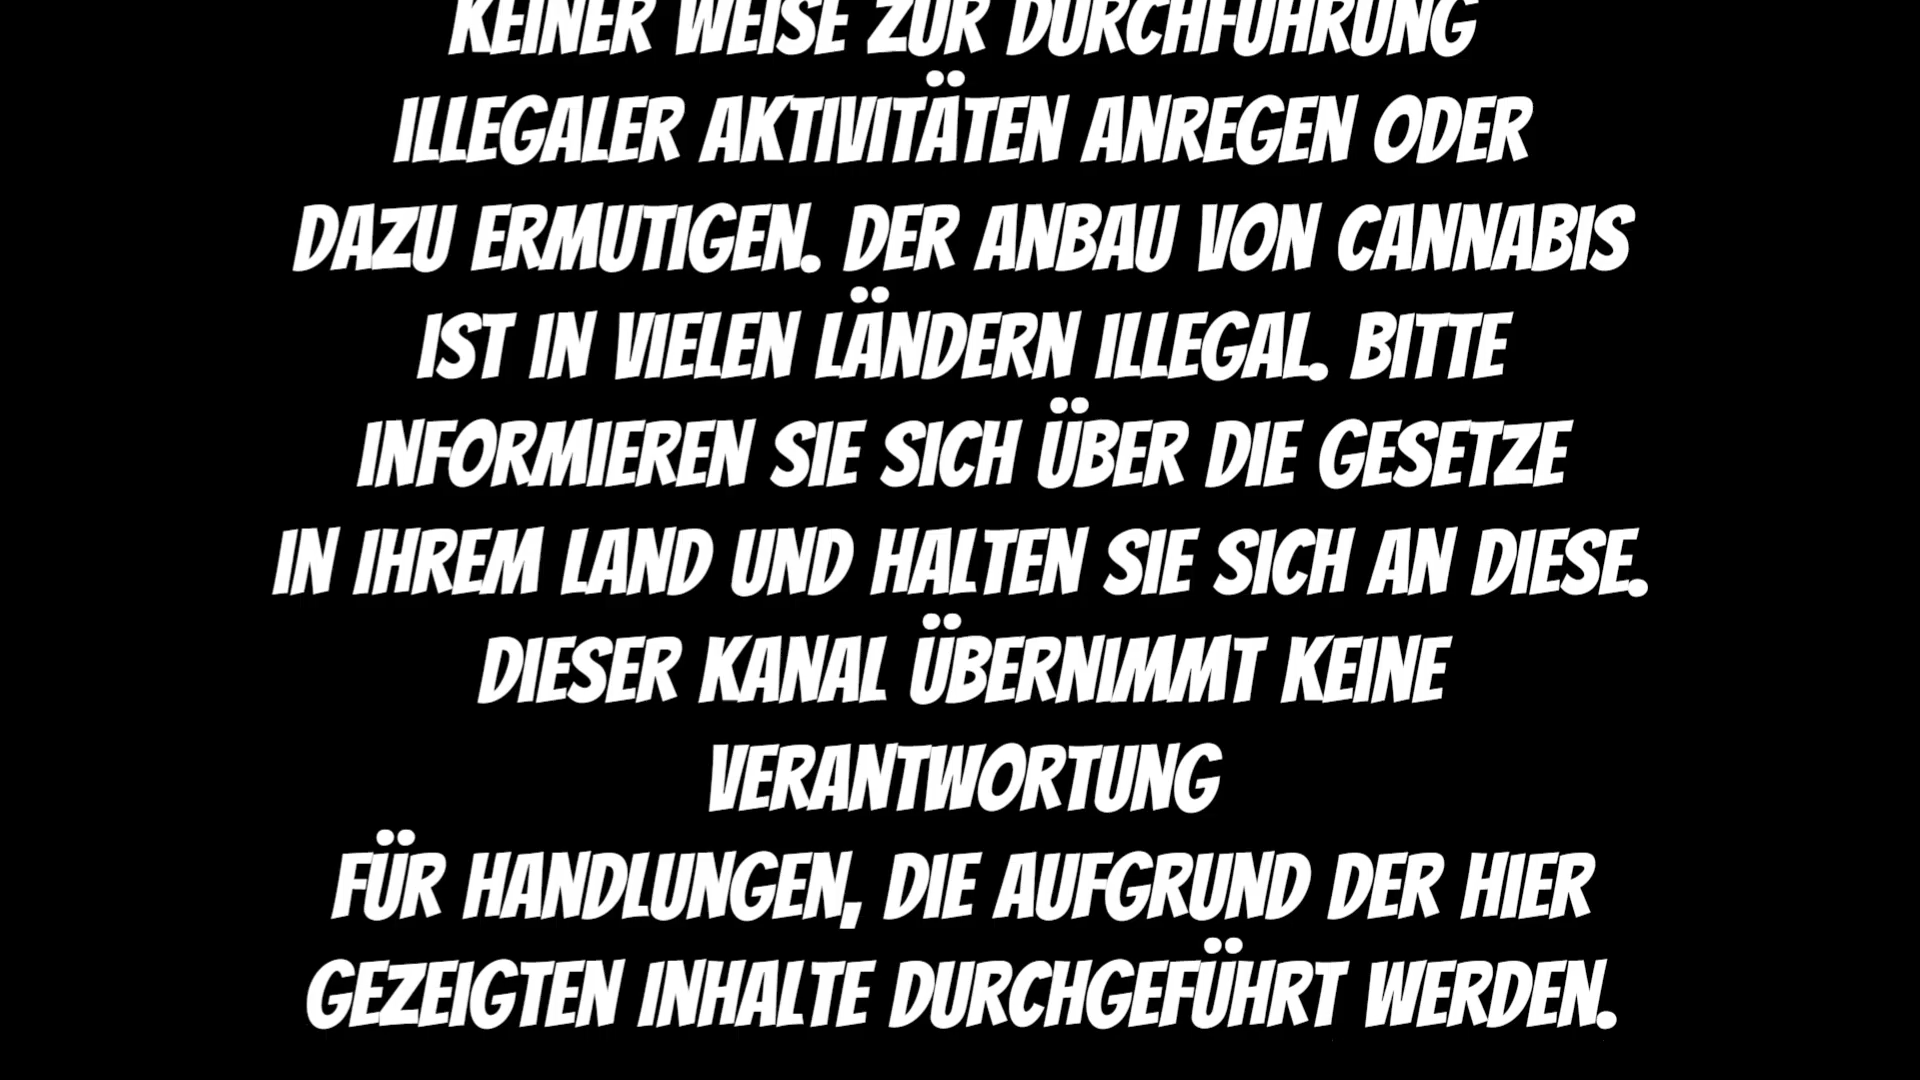 KEINER WEISE ZUR DURCHFÜHRUNG
ILLEGALER AKTIVITÄTEN ANREGEN ODER
DAZU ERMUTIGEN. DER ANBAU VON CANNABIS
IST IN VIELEN LÄNDERN ILLEGAL. BITTE
INFORMIEREN SIE SICH ÜBER DIE GESETZE
IN IHREM LAND UND HALTEN SIE SICH AN DIESE.
DIESER KANAL ÜBERNIMMT KEINE
VERANTWORTUNG
FÜR HANDLUNGEN, DIE AUFGRUND DER HIER
GEZEIGTEN INHALTE DURCHGEFÜHRT WERDEN.